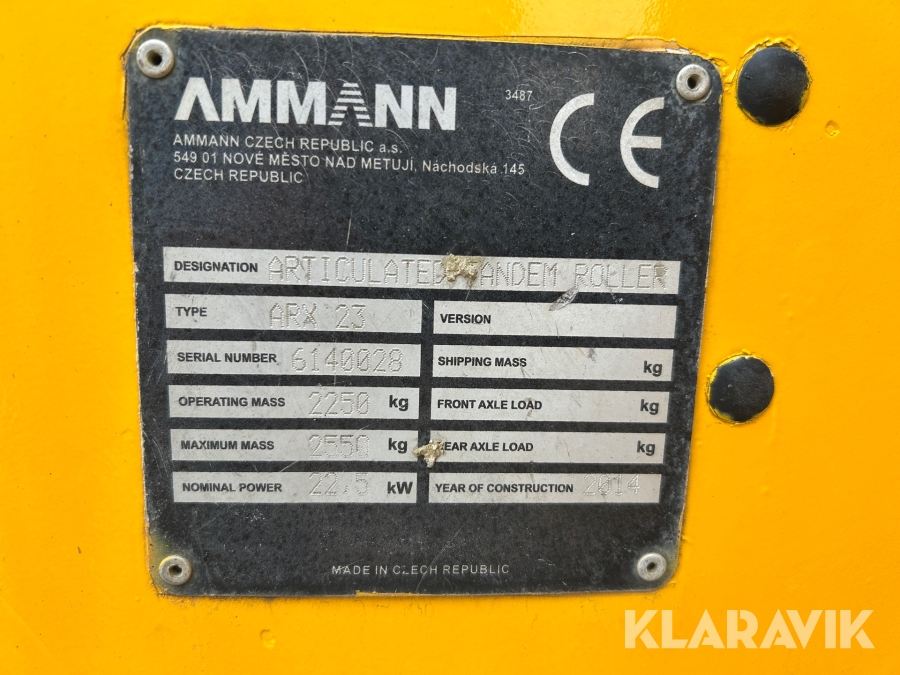 AMMANN
3487
CE
AMMANN CZECH REPUBLIC a.s.
549 01 NOVÉ MĚSTO NAD METUJÍ, Náchodská 145
CZECH REPUBLIC
DESIGNATION ARTICULATED TANDEM ROLLER
TYPE ARX 23
VERSION
SERIAL NUMBER 6140028
SHIPPING MASS kg
OPERATING MASS 2250 kg
FRONT AXLE LOAD kg
MAXIMUM MASS 2550 kg
REAR AXLE LOAD kg
NOMINAL POWER 22.5 kW
YEAR OF CONSTRUCTION 2014
MADE IN CZECH REPUBLIC
KLARAVIK